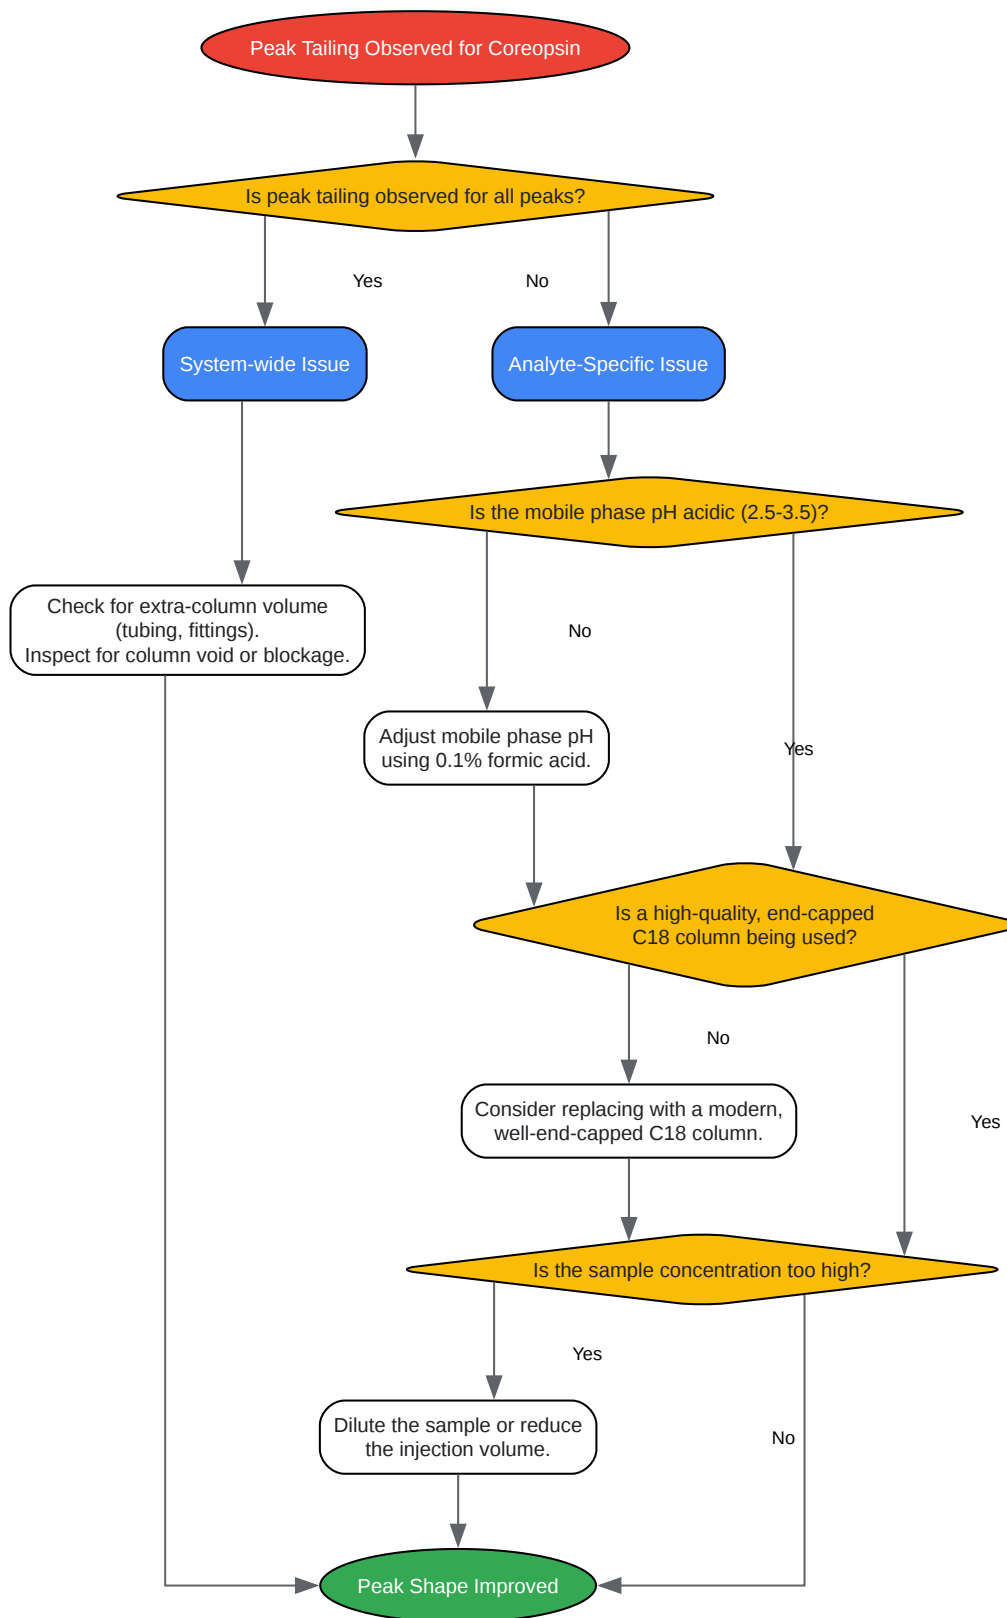 Peak Tailing Observed for Coreopsin
Is peak tailing observed for all peaks?
Yes
No
System-wide Issue
Analyte-Specific Issue
Is the mobile phase pH acidic (2.5-3.5)?
Check for extra-column volume
(tubing, fittings).
Inspect for column void or blockage.
No
Adjust mobile phase pH
using 0.1% formic acid.
Yes
Is a high-quality, end-capped
C18 column being used?
No
Consider replacing with a modern,
well-end-capped C18 column.
Yes
Is the sample concentration too high?
Yes
Dilute the sample or reduce
the injection volume.
No
Peak Shape Improved